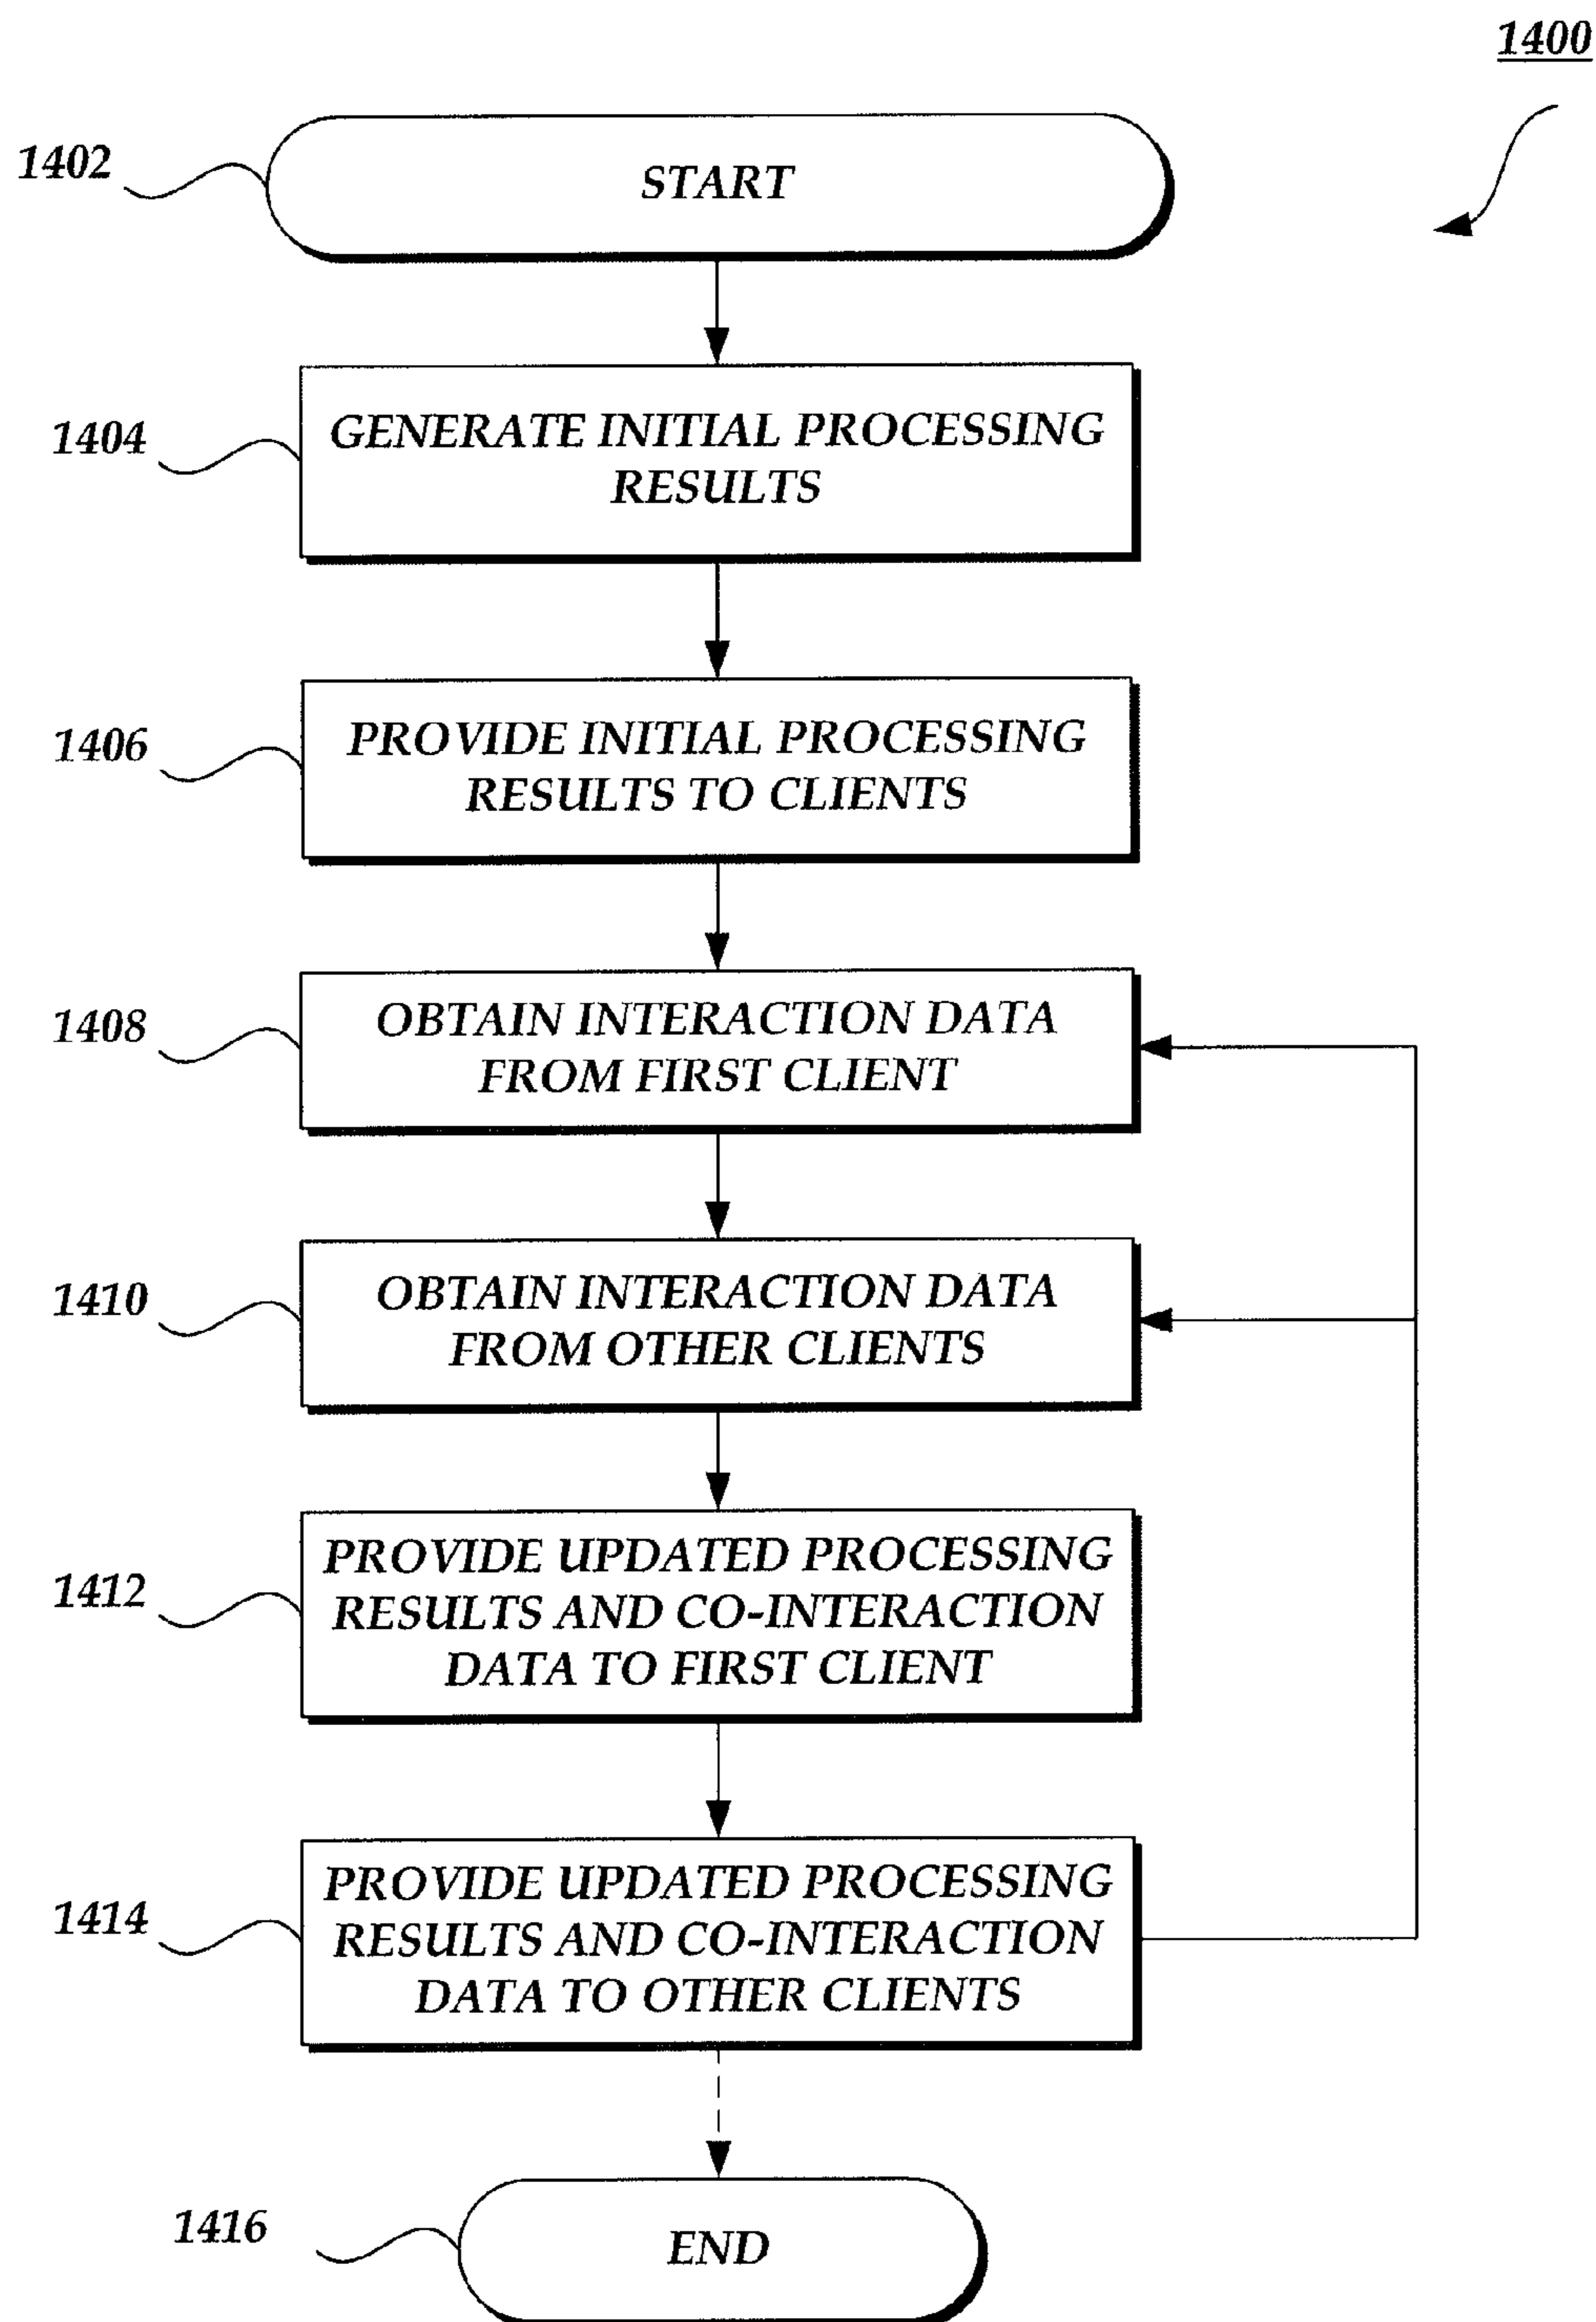 1400
1402
START
1404
GENERATE INITIAL PROCESSING
RESULTS
1406
PROVIDE INITIAL PROCESSING
RESULTS TO CLIENTS
1408
OBTAIN INTERACTION DATA
FROM FIRST CLIENT
1410
OBTAIN INTERACTION DATA
FROM OTHER CLIENTS
1412
PROVIDE UPDATED PROCESSING
RESULTS AND CO-INTERACTION
DATA TO FIRST CLIENT
1414
PROVIDE UPDATED PROCESSING
RESULTS AND CO-INTERACTION
DATA TO OTHER CLIENTS
1416
END